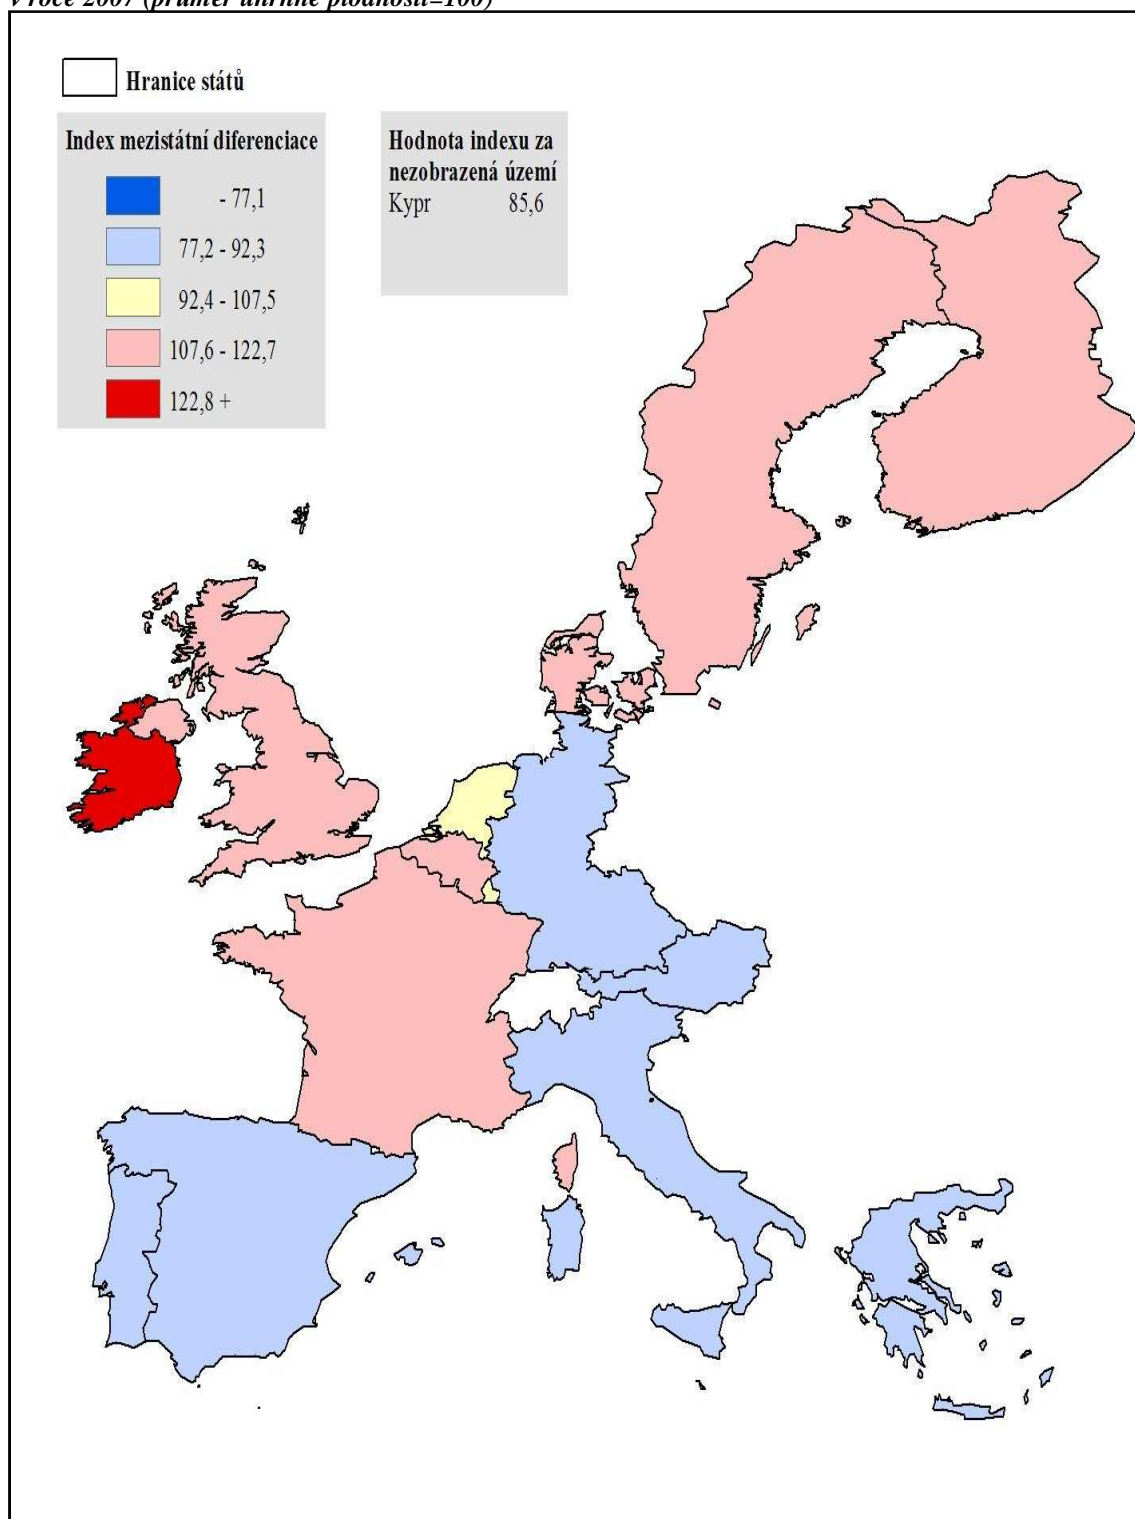 v roce 2007 (průměr úhrnné plodnosti=100)
Hranice států
Index mezistátní diferenciace
- 77,1
77,2 - 92,3
92,4 - 107,5
107,6 - 122,7
122,8 +
Hodnota indexu za
nezobrazená území
Kypr 85,6